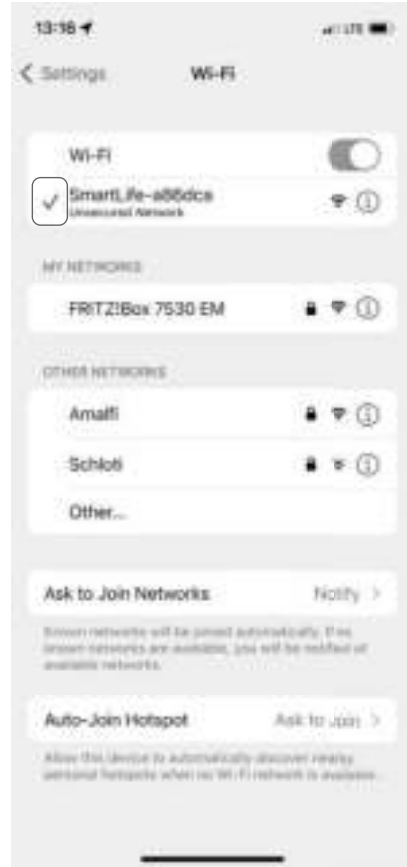 13:16
LTE
Settings
Wi-Fi
Wi-Fi
SmartLife-a86dca
Unsecured Network
MY NETWORKS
FRITZ!Box 7530 EM
OTHER NETWORKS
Amalfi
Schloti
Other...
Ask to Join Networks
Notify
Known networks will be joined automatically. If no
known networks are available, you will be notified of
available networks.
Auto-Join Hotspot
Ask to Join
Allow this device to automatically discover nearby
personal hotspots when no Wi-Fi network is available.